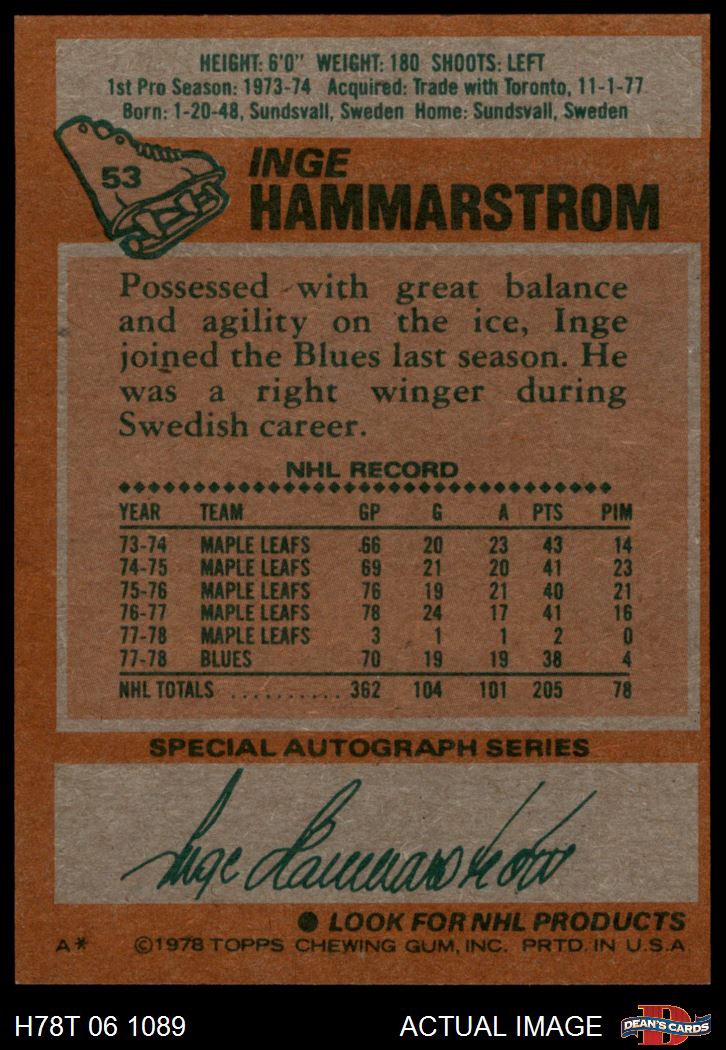 HEIGHT: 6'0" WEIGHT: 180 SHOOTS: LEFT
1st Pro Season: 1973-74 Acquired: Trade with Toronto, 11-1-77
Born: 1-20-48, Sundsvall, Sweden Home: Sundsvall, Sweden
53
INGE
HAMMARSTROM
Possessed with great balance
and agility on the ice, Inge
joined the Blues last season. He
was a right winger during
Swedish career.
NHL RECORD
YEAR TEAM GP G A PTS PIM
73-74 MAPLE LEAFS 66 20 23 43 14
74-75 MAPLE LEAFS 69 21 20 41 23
75-76 MAPLE LEAFS 76 19 21 40 21
76-77 MAPLE LEAFS 78 24 17 41 16
77-78 MAPLE LEAFS 3 1 1 2 0
77-78 BLUES 70 19 19 38 4
NHL TOTALS .......... 362 104 101 205 78
SPECIAL AUTOGRAPH SERIES
Inge Hammarström
● LOOK FOR NHL PRODUCTS
A* ©1978 TOPPS CHEWING GUM, INC. PRTD. IN U.S.A
H78T 06 1089 ACTUAL IMAGE
D
DEAN'S CARDS